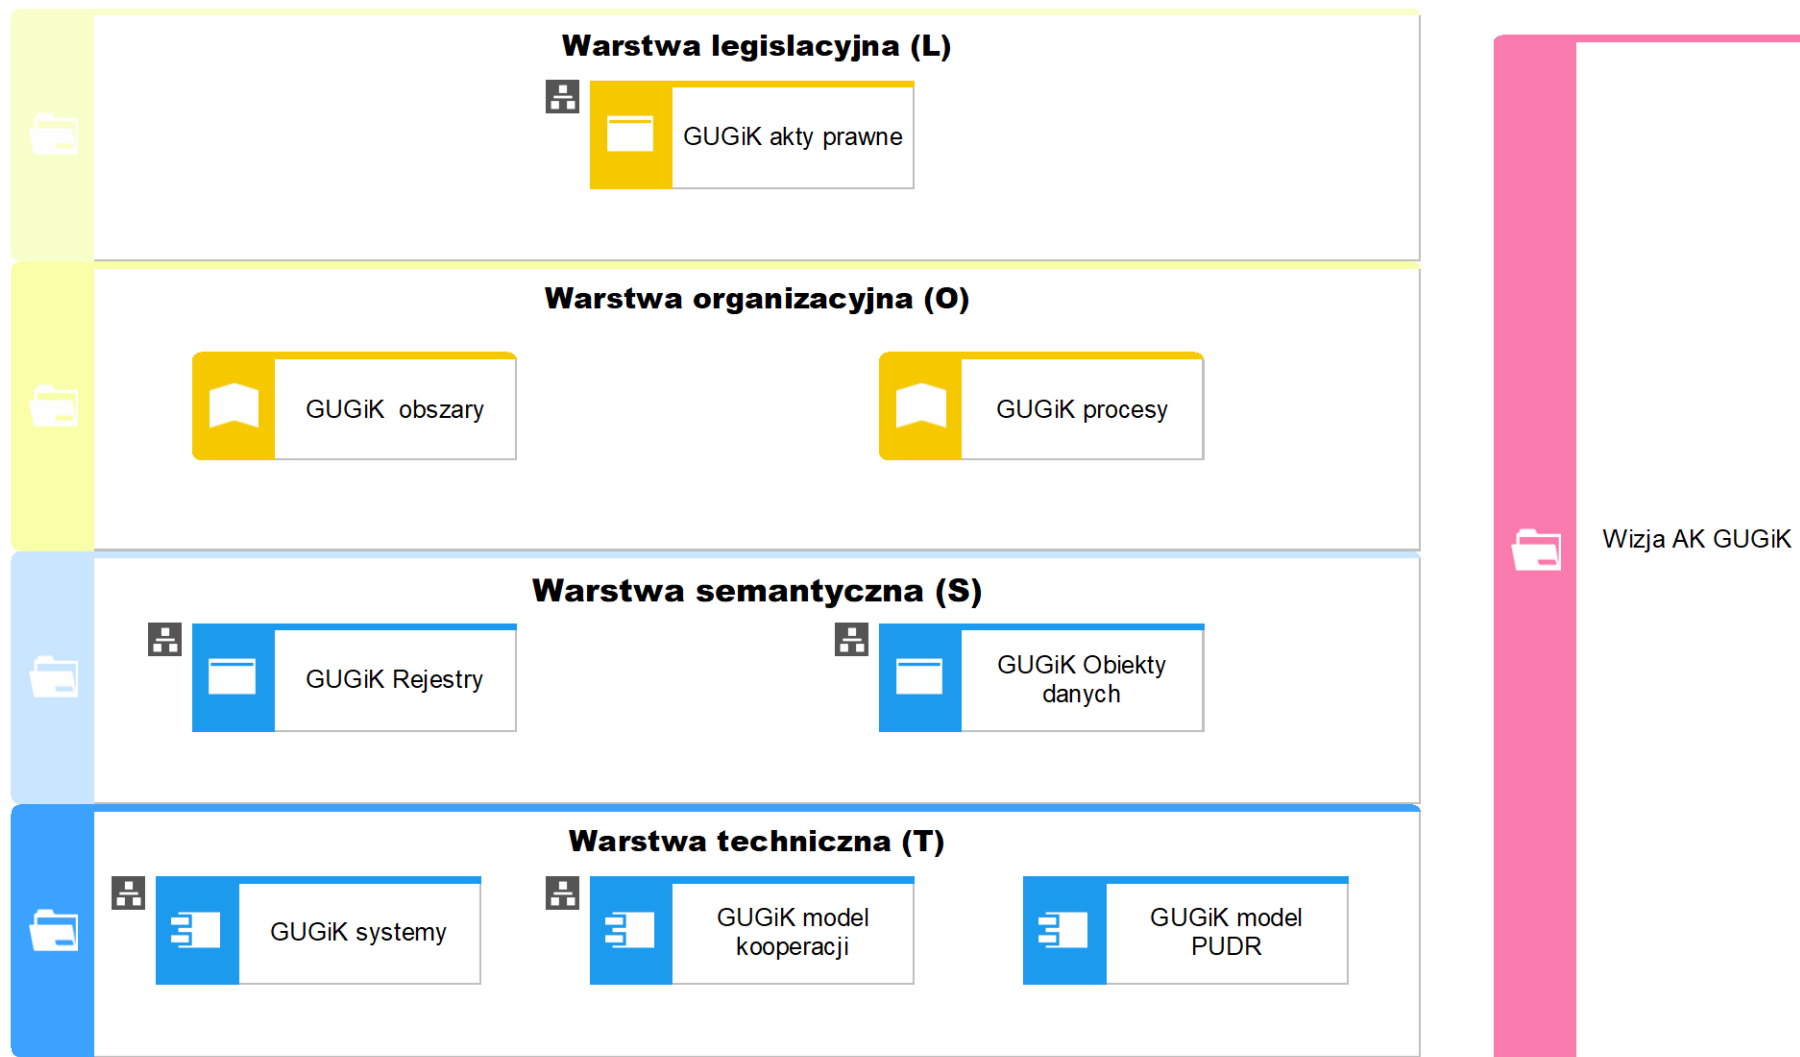 Warstwa legislacyjna (L)
GUGiK akty prawne
Warstwa organizacyjna (O)
GUGiK  obszary
GUGiK procesy
Warstwa semantyczna (S)
GUGiK Rejestry
GUGiK Obiekty
danych
Warstwa techniczna (T)
GUGiK systemy
GUGiK model
kooperacji
GUGiK model
PUDR
Wizja AK GUGiK